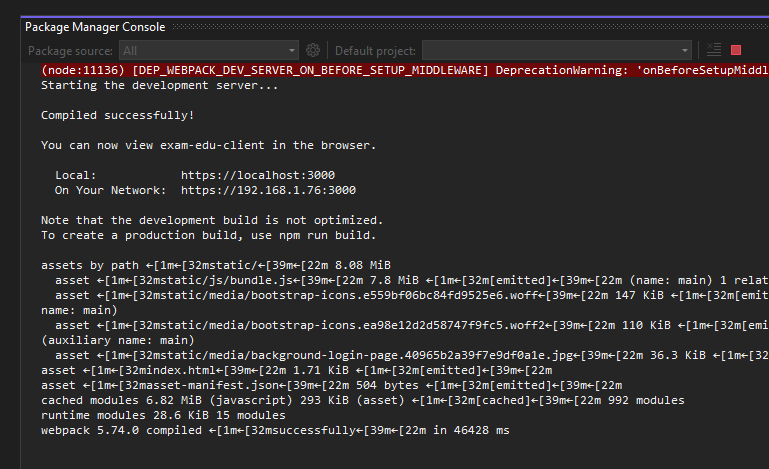 Package Manager Console
Package source: All Default project:
(node:11136) [DEP_WEBPACK_DEV_SERVER_ON_BEFORE_SETUP_MIDDLEWARE] DeprecationWarning: 'onBeforeSetupMiddl
Starting the development server...
Compiled successfully!
You can now view exam-edu-client in the browser.
Local: https://localhost:3000
On Your Network: https://192.168.1.76:3000
Note that the development build is not optimized.
To create a production build, use npm run build.
assets by path ←[1m←[32mstatic/←[39m←[22m 8.08 MiB
asset ←[1m←[32mstatic/js/bundle.js←[39m←[22m 7.8 MiB ←[1m←[32m[emitted]←[39m←[22m (name: main) 1 relat
asset ←[1m←[32mstatic/media/bootstrap-icons.e559bf06bc84fd9525e6.woff←[39m←[22m 147 KiB ←[1m←[32m[emit
name: main)
asset ←[1m←[32mstatic/media/bootstrap-icons.ea98e12d2d58747f9fc5.woff2←[39m←[22m 110 KiB ←[1m←[32m[emi
(auxiliary name: main)
asset ←[1m←[32mstatic/media/background-login-page.40965b2a39f7e9df0a1e.jpg←[39m←[22m 36.3 KiB ←[1m←[32
asset ←[1m←[32mindex.html←[39m←[22m 1.71 KiB ←[1m←[32m[emitted]←[39m←[22m
asset ←[1m←[32masset-manifest.json←[39m←[22m 504 bytes ←[1m←[32m[emitted]←[39m←[22m
cached modules 6.82 MiB (javascript) 293 KiB (asset) ←[1m←[32m[cached]←[39m←[22m 992 modules
runtime modules 28.6 KiB 15 modules
webpack 5.74.0 compiled ←[1m←[32msuccessfully←[39m←[22m in 46428 ms